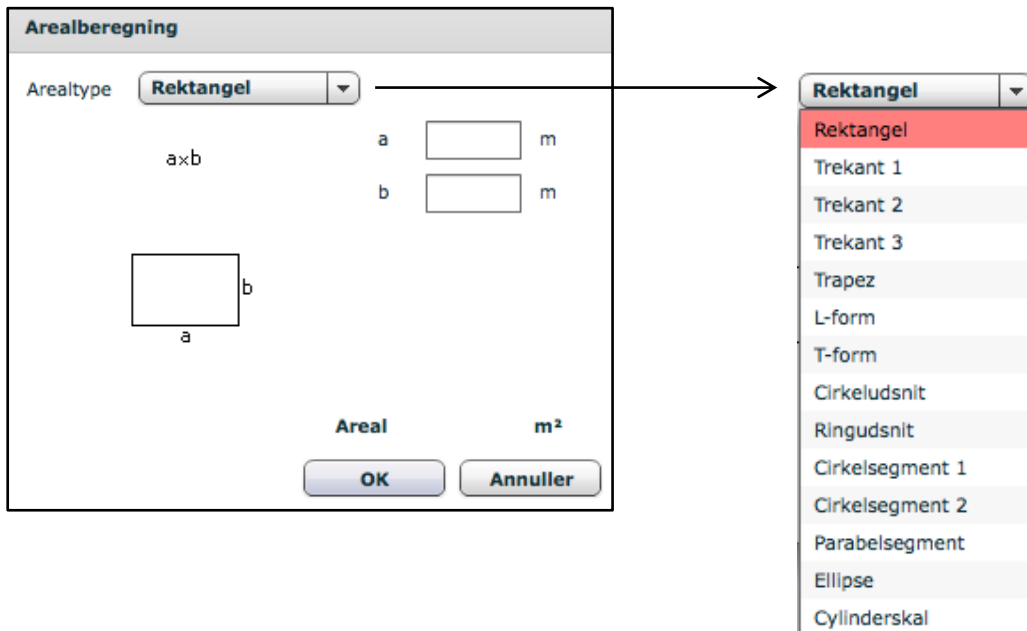 Arealberegning
Arealtype Rektangel
a×b
a m
b m
b
a
Areal m²
OK Annuller
Rektangel
Rektangel
Trekant 1
Trekant 2
Trekant 3
Trapez
L-form
T-form
Cirkeludsnit
Ringudsnit
Cirkelsegment 1
Cirkelsegment 2
Parabelsegment
Ellipse
Cylinderskal